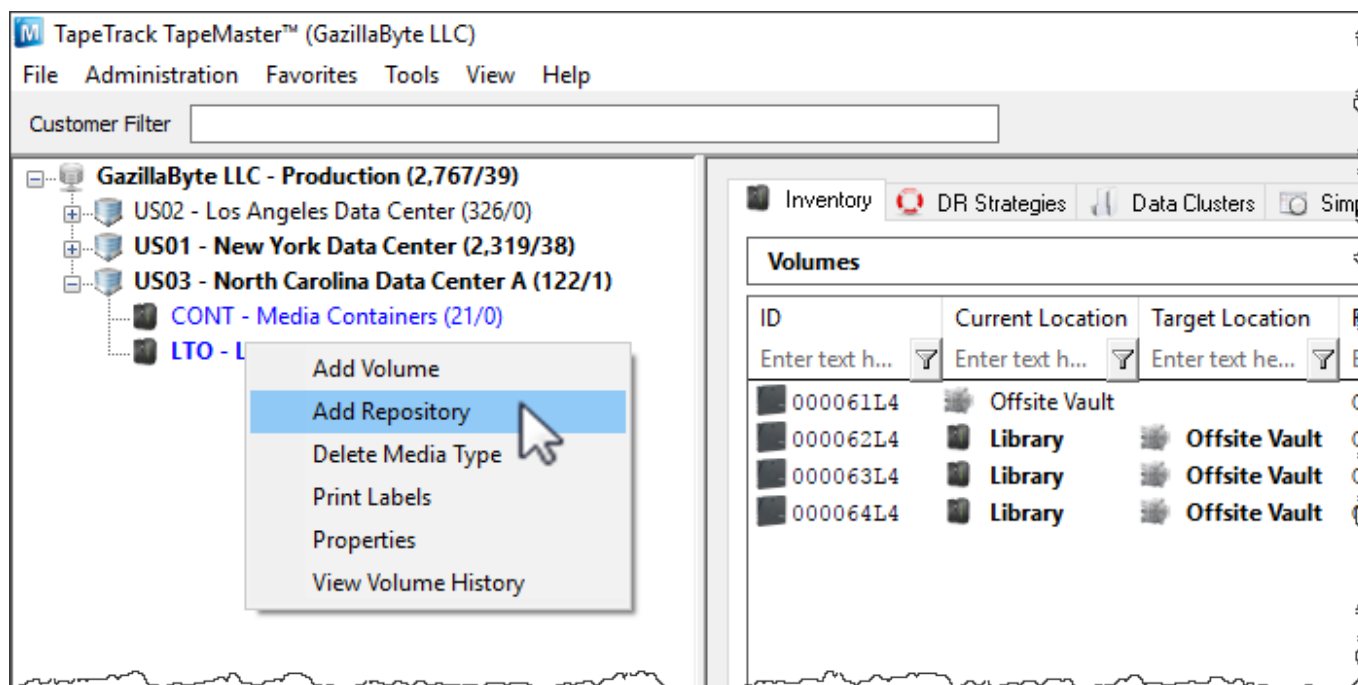 TapeTrack TapeMaster™ (GazillaByte LLC)
File Administration Favorites Tools View Help
Customer Filter
GazillaByte LLC - Production (2,767/39)
US02 - Los Angeles Data Center (326/0)
US01 - New York Data Center (2,319/38)
US03 - North Carolina Data Center A (122/1)
CONT - Media Containers (21/0)
LTO - L
Add Volume
Add Repository
Delete Media Type
Print Labels
Properties
View Volume History
Inventory DR Strategies Data Clusters
Volumes
ID Current Location Target Location
Enter text h... Enter text h... Enter text he...
000061L4 Offsite Vault
000062L4 Library Offsite Vault
000063L4 Library Offsite Vault
000064L4 Library Offsite Vault